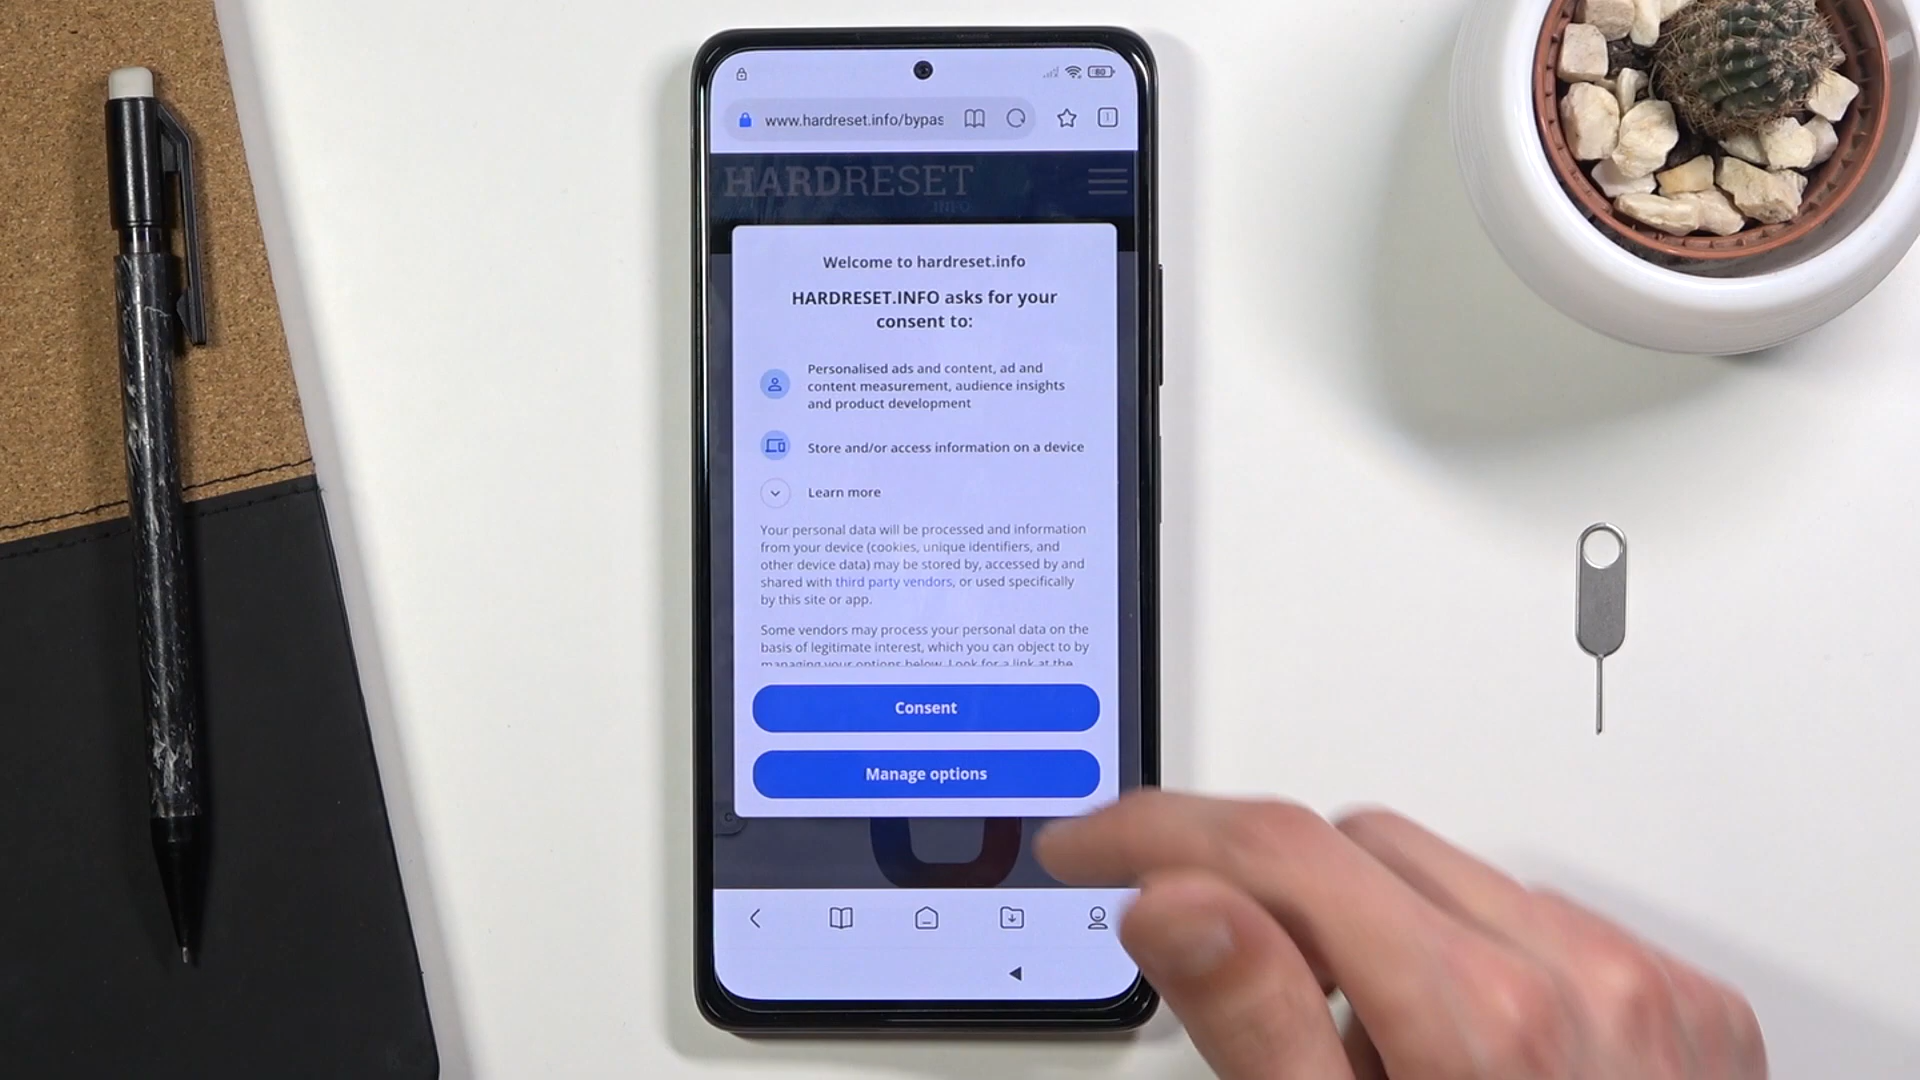 60
www.hardreset.info/bypas
1
HARDRESET
.INFO
Welcome to hardreset.info
HARDRESET.INFO asks for your
consent to:
Personalised ads and content, ad and
content measurement, audience insights
and product development
Store and/or access information on a device
Learn more
Your personal data will be processed and information
from your device (cookies, unique identifiers, and
other device data) may be stored by, accessed by and
shared with third party vendors, or used specifically
by this site or app.
Some vendors may process your personal data on the
basis of legitimate interest, which you can object to by
managing your options below. Look for a link at the
Consent
Manage options
G